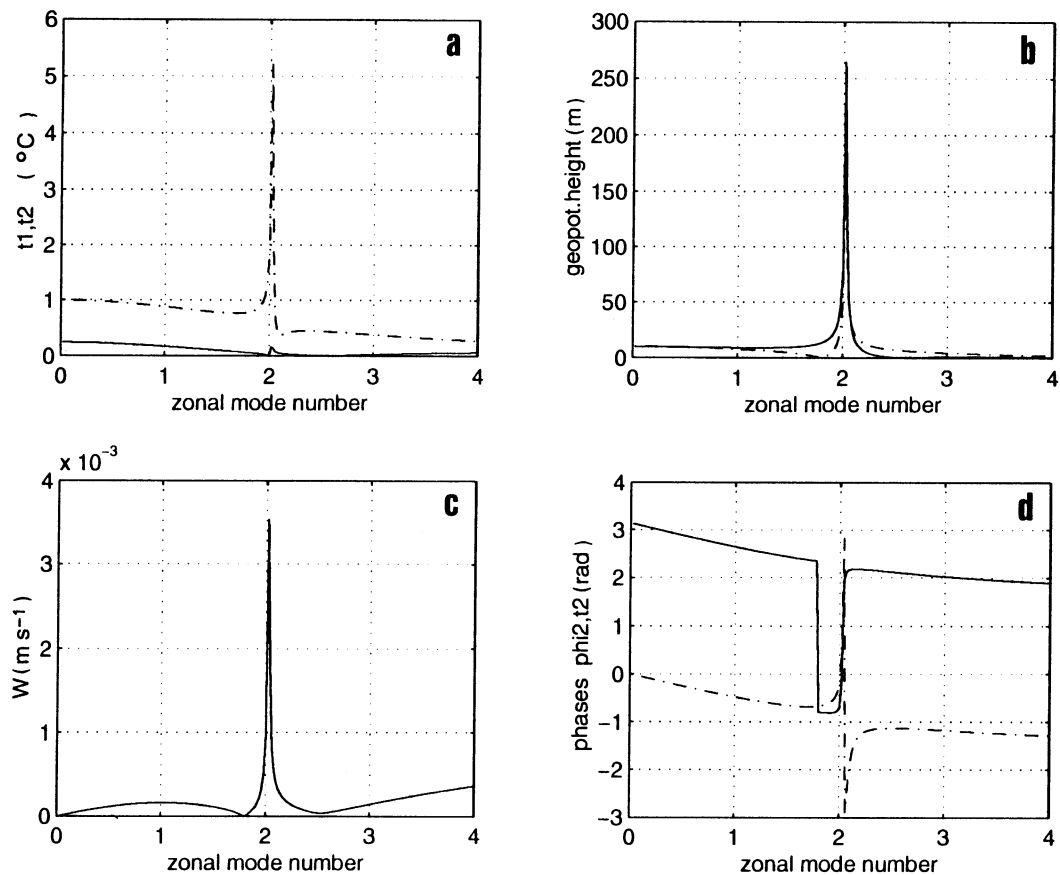 a
6
5
4
3
2
1
0
t1,t2 ( °C)
0 1 2 3 4
zonal mode number
b
300
250
200
150
100
50
0
geopot.height(m)
0 1 2 3 4
zonal mode number
x 10⁻³
c
4
3
2
1
0
W(m s⁻¹)
0 1 2 3 4
zonal mode number
d
4
3
2
1
0
−1
−2
−3
phases phi2,t2(rad)
0 1 2 3 4
zonal mode number